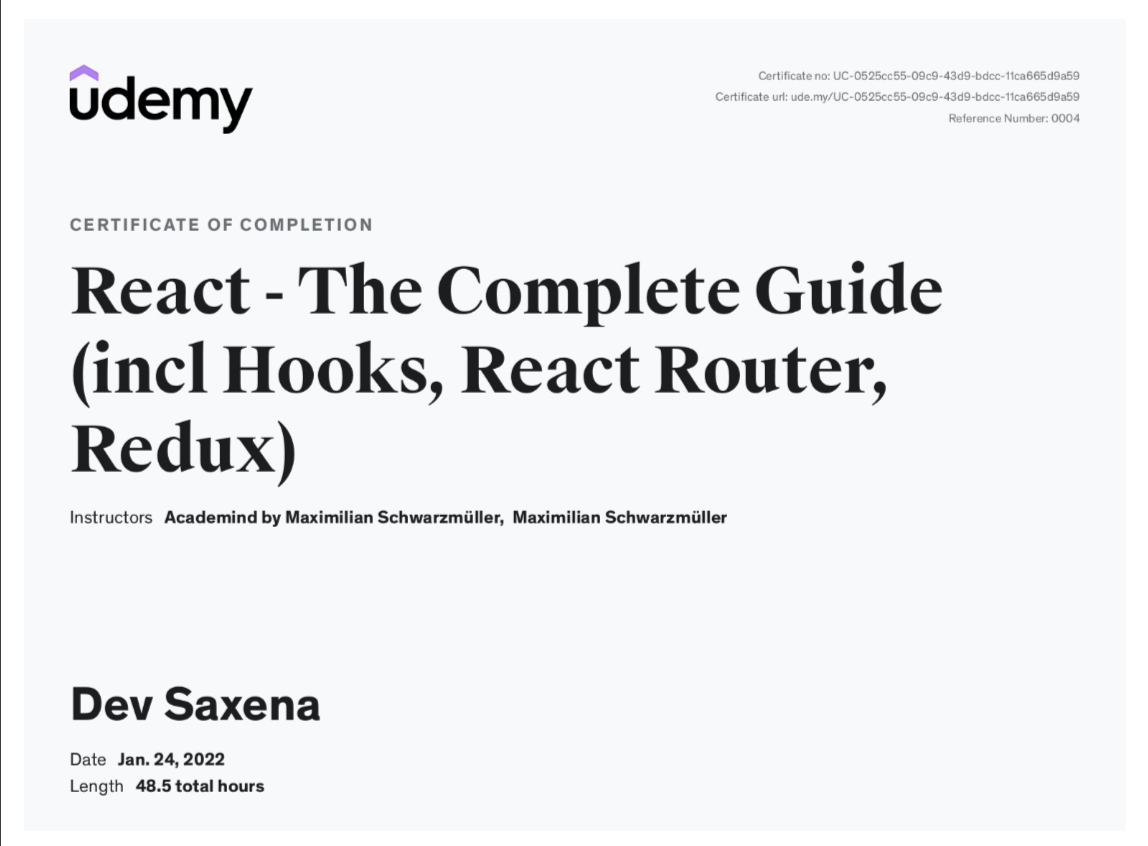 udemy
Certificate no: UC-0525cc55-09c9-43d9-bdcc-11ca665d9a59
Certificate url: ude.my/UC-0525cc55-09c9-43d9-bdcc-11ca665d9a59
Reference Number: 0004
CERTIFICATE OF COMPLETION
React - The Complete Guide
(incl Hooks, React Router,
Redux)
Instructors Academind by Maximilian Schwarzmüller, Maximilian Schwarzmüller
Dev Saxena
Date Jan. 24, 2022
Length 48.5 total hours